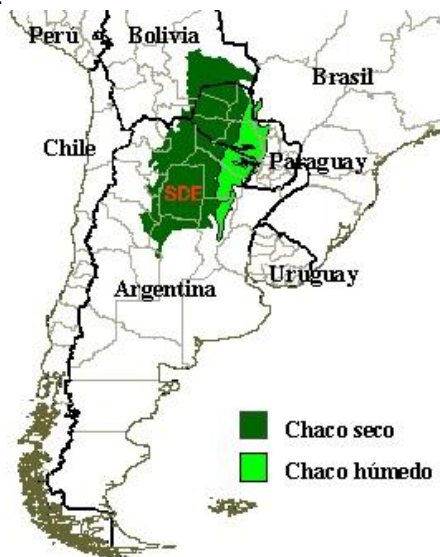 Perú
Bolivia
Brasil
Chile
Paraguay
SDE
Argentina
Uruguay
Chaco seco
Chaco húmedo